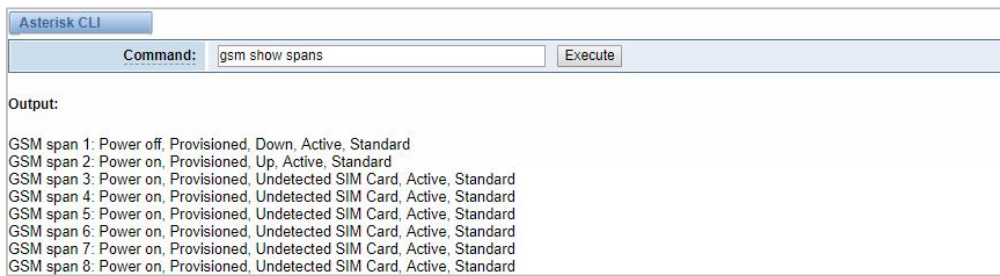 Asterisk CLI
Command: gsm show spans Execute
Output:
GSM span 1: Power off, Provisioned, Down, Active, Standard
GSM span 2: Power on, Provisioned, Up, Active, Standard
GSM span 3: Power on, Provisioned, Undetected SIM Card, Active, Standard
GSM span 4: Power on, Provisioned, Undetected SIM Card, Active, Standard
GSM span 5: Power on, Provisioned, Undetected SIM Card, Active, Standard
GSM span 6: Power on, Provisioned, Undetected SIM Card, Active, Standard
GSM span 7: Power on, Provisioned, Undetected SIM Card, Active, Standard
GSM span 8: Power on, Provisioned, Undetected SIM Card, Active, Standard